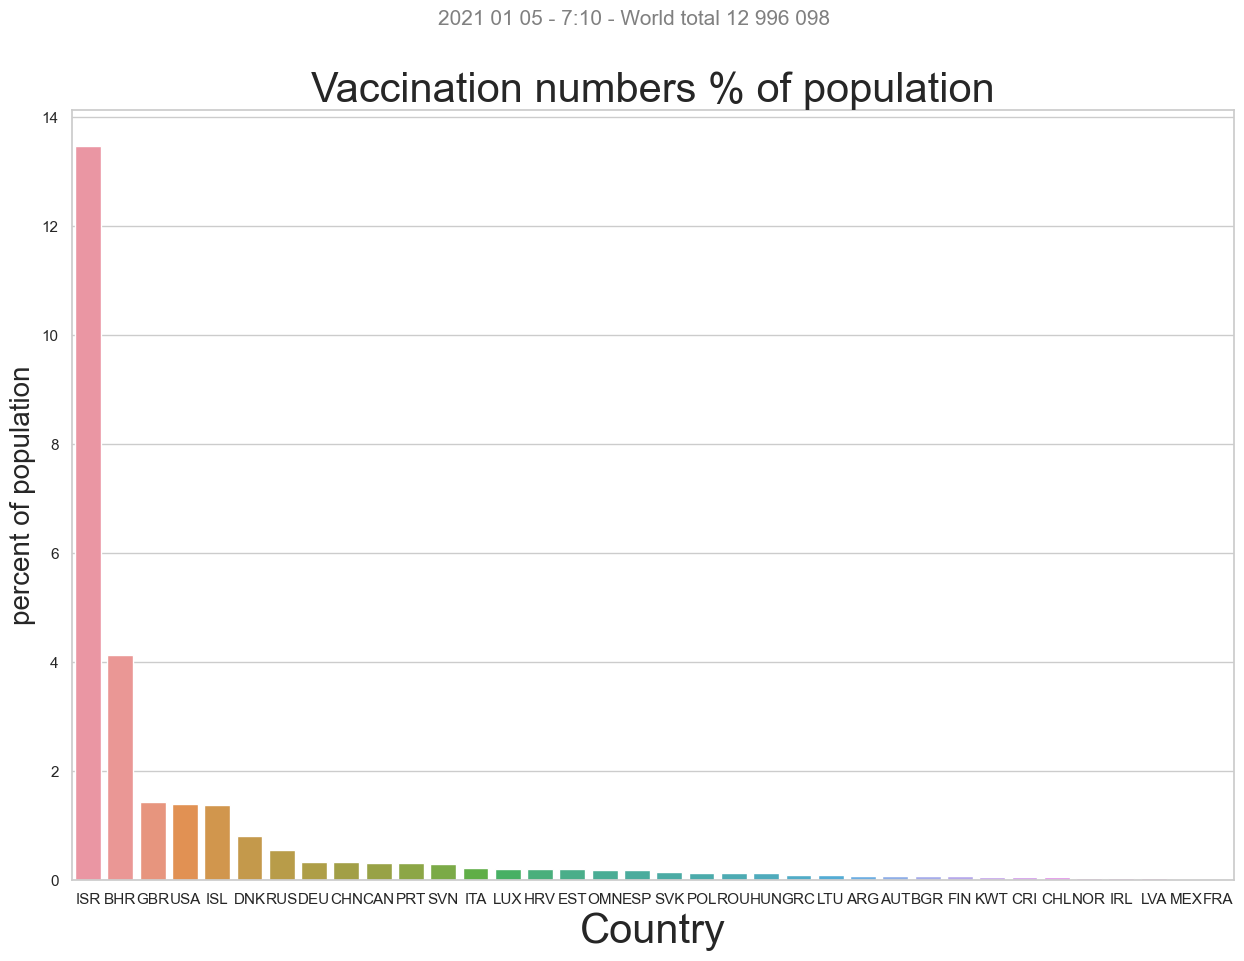 2021 01 05 - 7:10 - World total 12 996 098
Vaccination numbers % of population
14
12
10
8
6
4
2
0
percent of population
ISR BHR GBR USA ISL DNK RUS DEU CHN CAN PRT SVN ITA LUX HRV EST OMN ESP SVK POL ROU HUN GRC LTU ARG AUT BGR FIN KWT CRI CHL NOR IRL LVA MEX FRA
Country